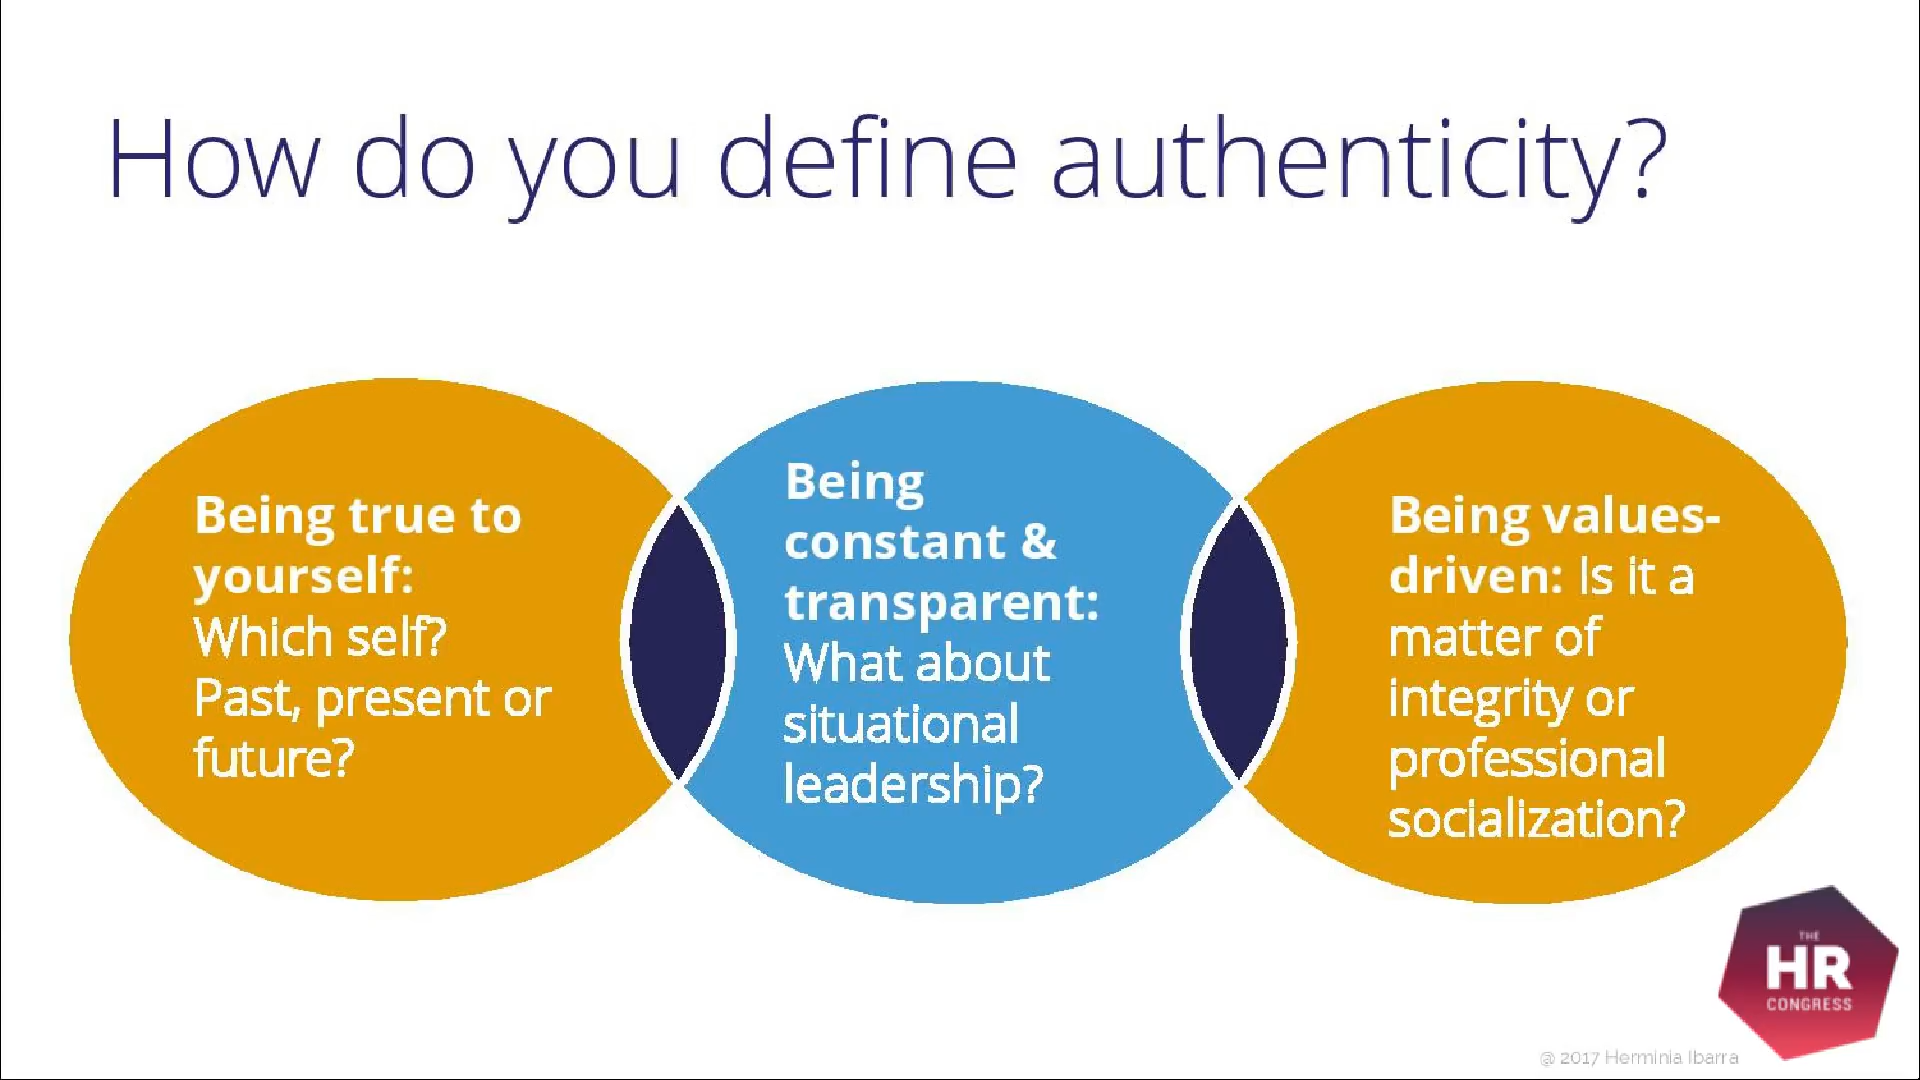 How do you define authenticity?
Being true to
yourself:
Which self?
Past, present or
future?
Being
constant &
transparent:
What about
situational
leadership?
Being values-
driven: Is it a
matter of
integrity or
professional
socialization?
THE
HR
CONGRESS
@ 2017 Herminia Ibarra